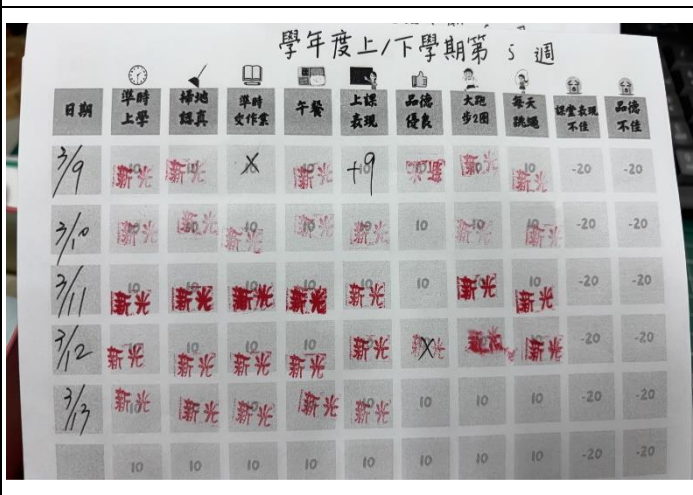 學年度上/下學期第 5 週
日期 準時上學 掃地認真 準時交作業 午餐 上課表現 品德優良 大跑步2圈 每天跳繩 課堂表現不佳 品德不佳
3/9 新光 新光 X 新光 +9 新光 新光 10 -20 -20
3/10 新光 新光 新光 新光 新光 10 新光 新光 -20 -20
3/11 新光 新光 新光 新光 新光 10 新光 新光 -20 -20
3/12 新光 新光 新光 新光 新光 新光 X 新光 -20 -20
3/13 新光 新光 新光 新光 新光 10 10 10 -20 -20
10 10 10 10 10 10 10 10 -20 -20